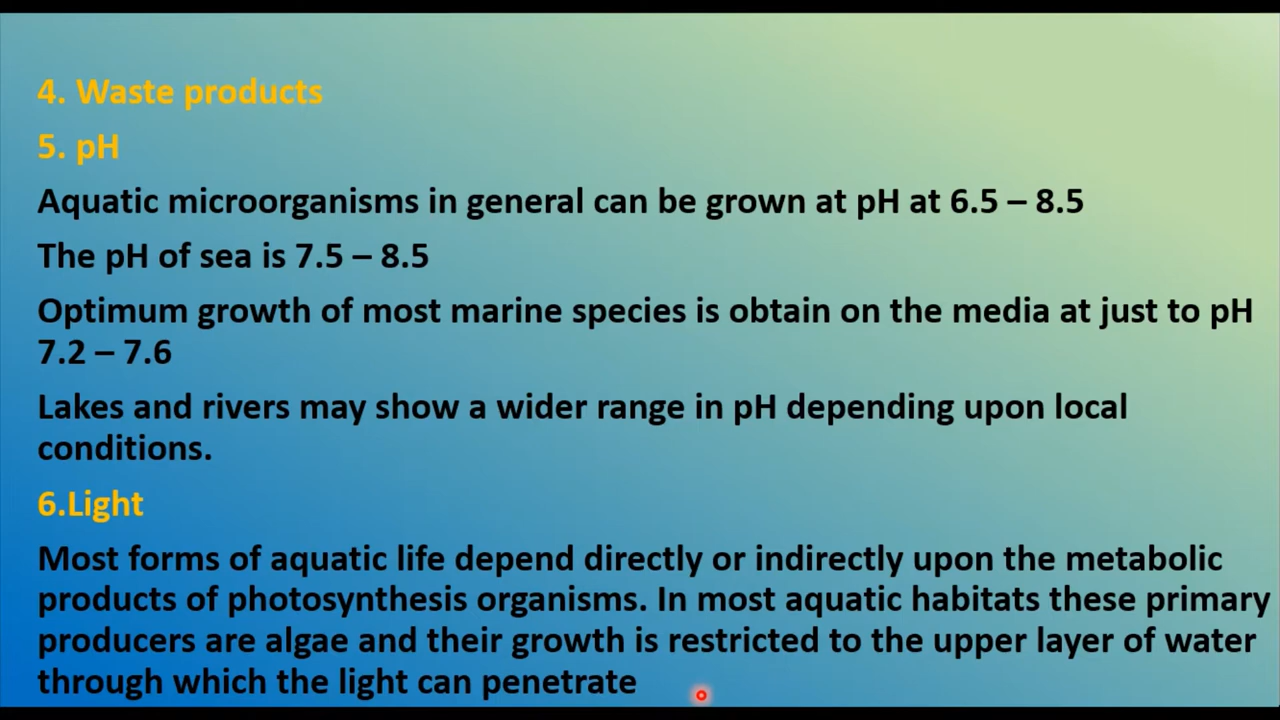 4. Waste products
5. pH
Aquatic microorganisms in general can be grown at pH at 6.5 – 8.5
The pH of sea is 7.5 – 8.5
Optimum growth of most marine species is obtain on the media at just to pH
7.2 – 7.6
Lakes and rivers may show a wider range in pH depending upon local
conditions.
6.Light
Most forms of aquatic life depend directly or indirectly upon the metabolic
products of photosynthesis organisms. In most aquatic habitats these primary
producers are algae and their growth is restricted to the upper layer of water
through which the light can penetrate